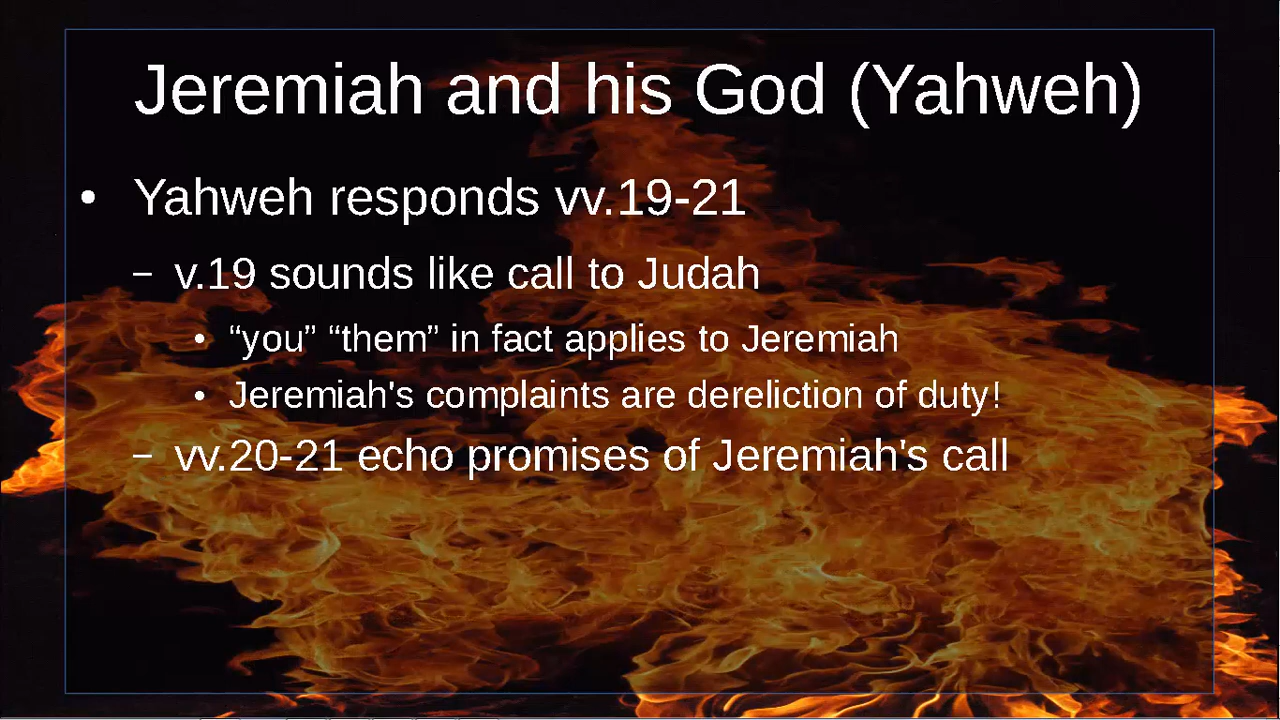 Jeremiah and his God (Yahweh)
• Yahweh responds vv.19-21
– v.19 sounds like call to Judah
• “you” “them” in fact applies to Jeremiah
• Jeremiah's complaints are dereliction of duty!
– vv.20-21 echo promises of Jeremiah's call